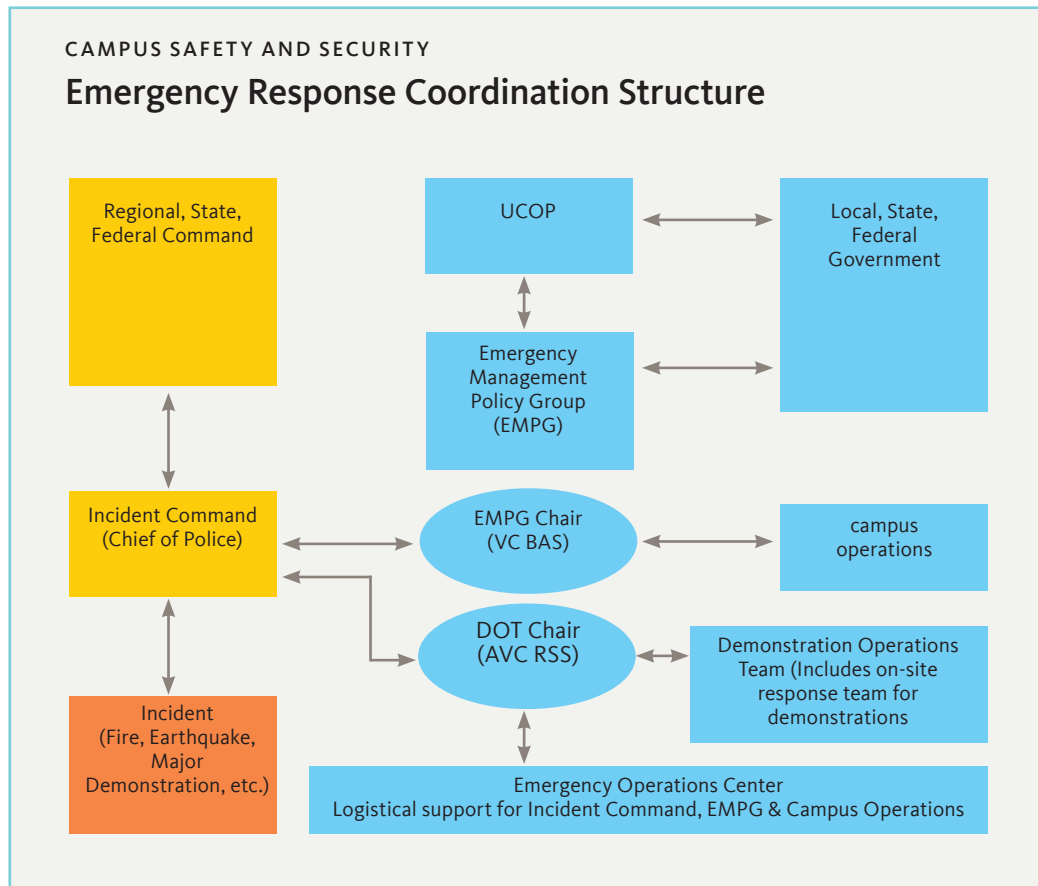 CAMPUS SAFETY AND SECURITY
Emergency Response Coordination Structure
Regional, State,
Federal Command
UCOP
Local, State,
Federal
Government
Emergency
Management
Policy Group
(EMPG)
Incident Command
(Chief of Police)
EMPG Chair
(VC BAS)
campus
operations
DOT Chair
(AVC RSS)
Demonstration Operations
Team (Includes on-site
response team for
demonstrations
Incident
(Fire, Earthquake,
Major
Demonstration, etc.)
Emergency Operations Center
Logistical support for Incident Command, EMPG & Campus Operations